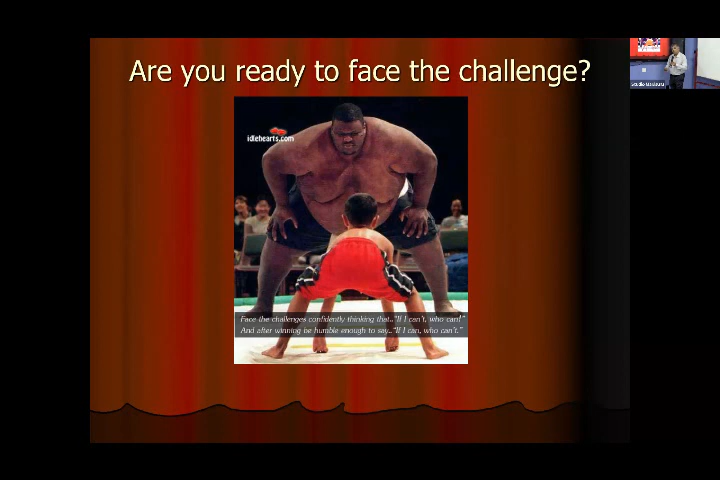 Are you ready to face the challenge?
idlehearts.com
Face the challenges confidently thinking that.."If I can't, who can!"
And after winning be humble enough to say..."If I can, who can't."